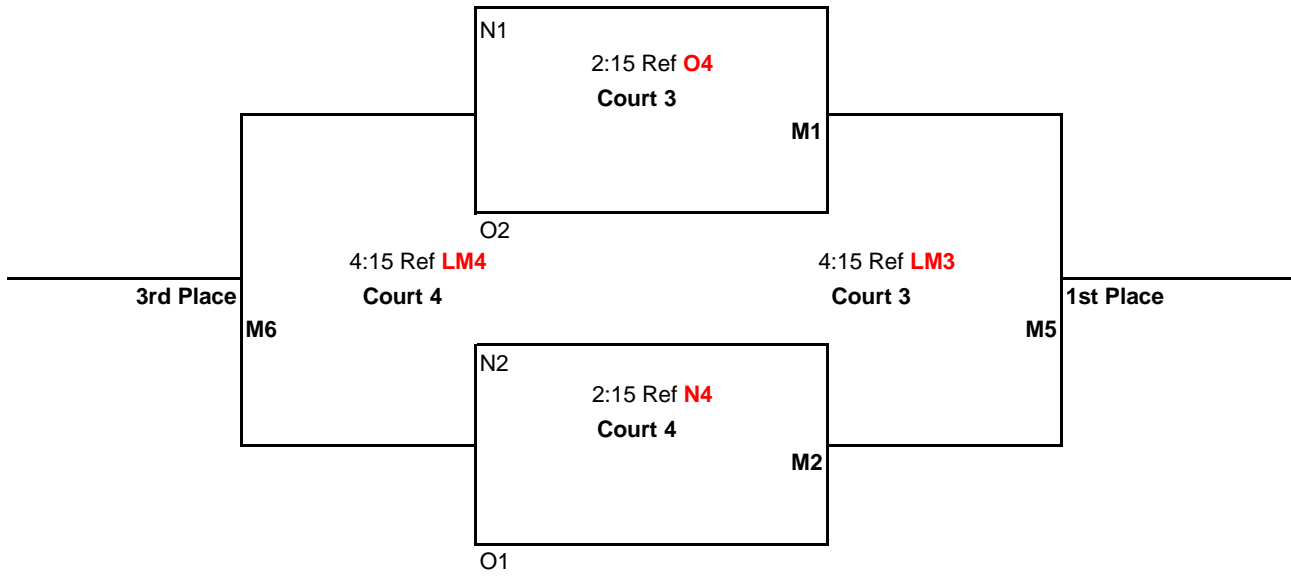 N1
2:15 Ref O4
Court 3
M1
O2
4:15 Ref LM4
4:15 Ref LM3
Court 4
Court 3
3rd Place
1st Place
M6
M5
N2
2:15 Ref N4
Court 4
M2
O1